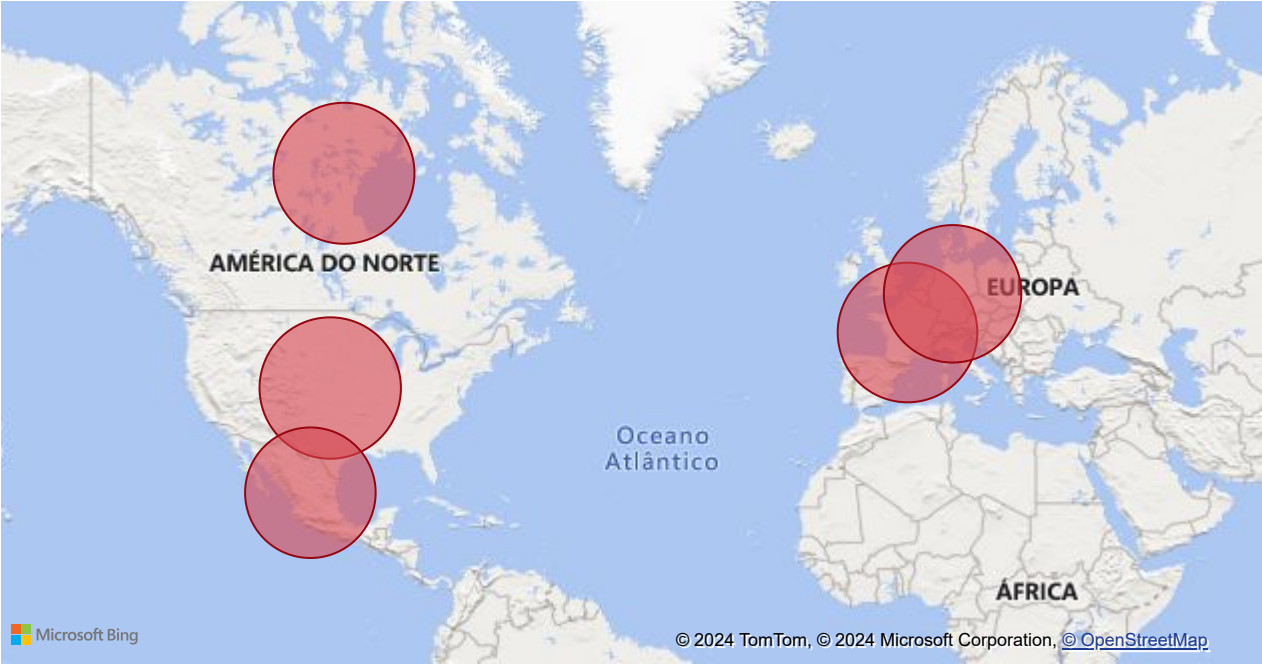 AMÉRICA DO NORTE
EUROPA
Oceano
Atlântico
ÁFRICA
Microsoft Bing
© 2024 TomTom, © 2024 Microsoft Corporation, © OpenStreetMap